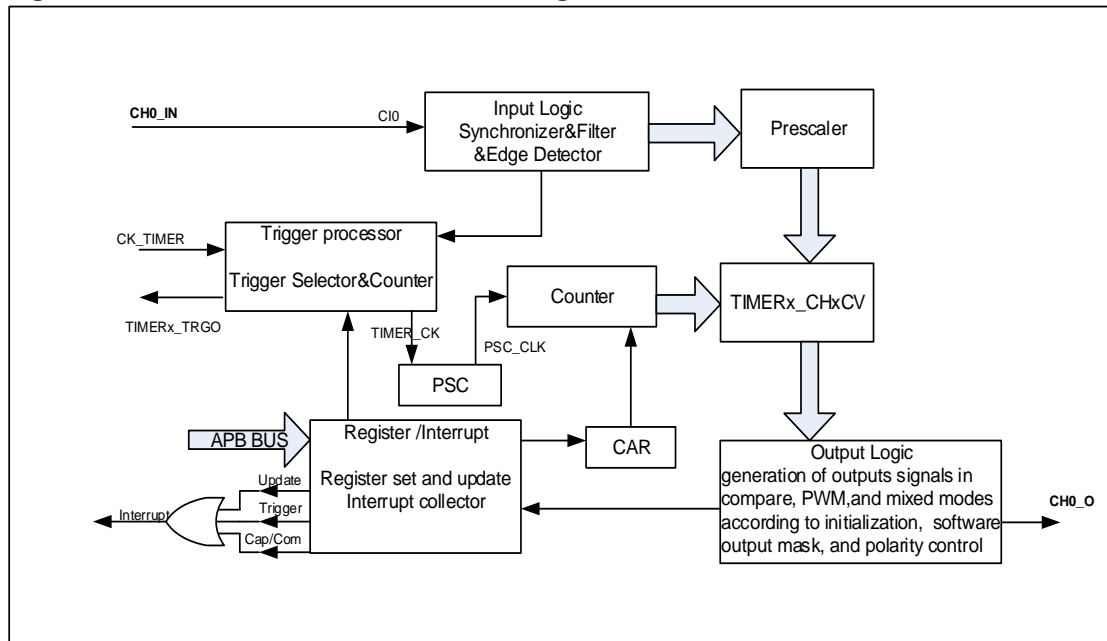 CH0_IN
CI0
Input Logic
Synchronizer&Filter
&Edge Detector
Prescaler
CK_TIMER
Trigger processor
Trigger Selector&Counter
TIMERx_TRGO
TIMER_CK
PSC
PSC_CLK
Counter
TIMERx_CHxCV
APB BUS
Register /Interrupt
Register set and update
Interrupt collector
CAR
Update
Trigger
Cap/Com
Interrupt
Output Logic
generation of outputs signals in
compare, PWM,and mixed modes
according to initialization, software
output mask, and polarity control
CH0_O